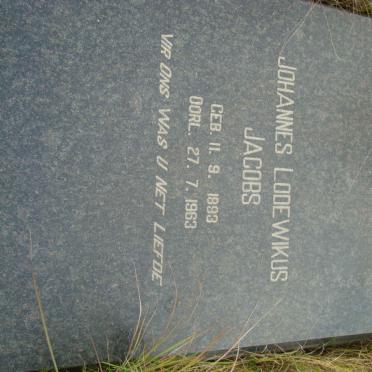 JOHANNES LODEWIKUS
JACOBS
GEB. 11. 9. 1893
OORL. 27. 7. 1963
VIR ONS WAS U NET LIEFDE